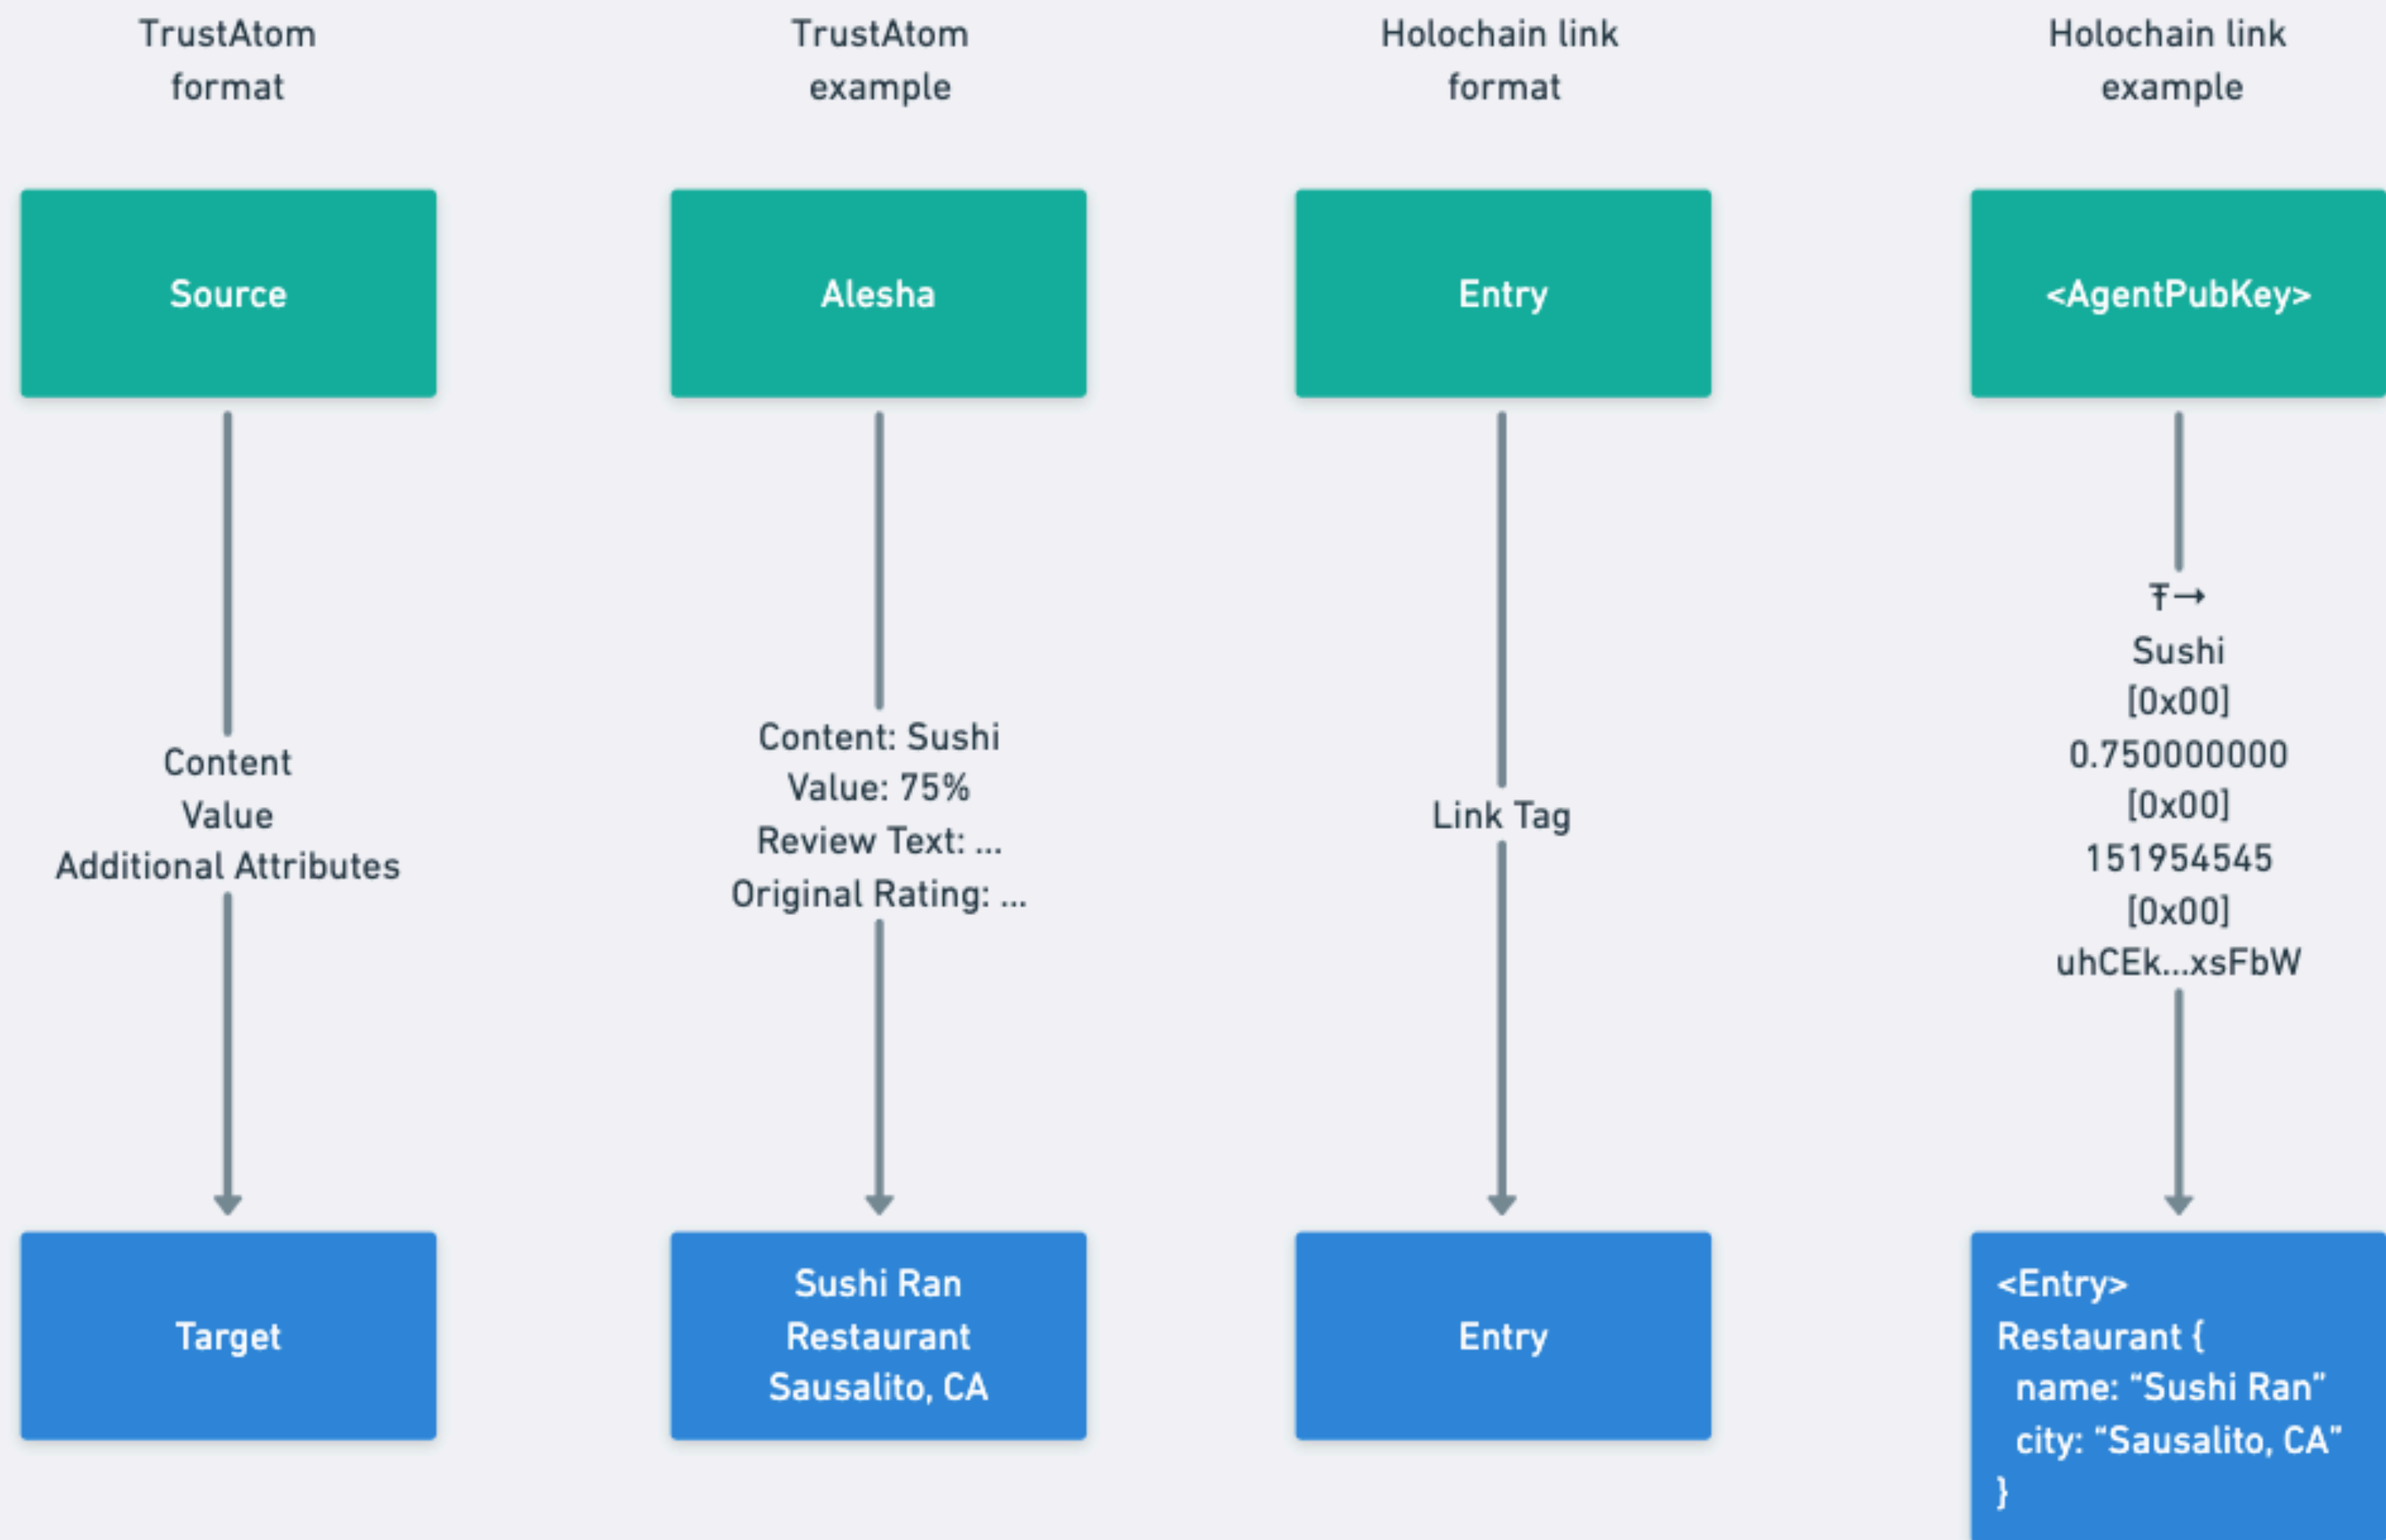 TrustAtom
format
Source
Content
Value
Additional Attributes
Target
TrustAtom
example
Alesha
Content: Sushi
Value: 75%
Review Text: ...
Original Rating: ...
Sushi Ran
Restaurant
Sausalito, CA
Holochain link
format
Entry
Link Tag
Entry
Holochain link
example
<AgentPubKey>
Ŧ→
Sushi
[0x00]
0.750000000
[0x00]
151954545
[0x00]
uhCEk...xsFbW
<Entry>
Restaurant {
name: “Sushi Ran”
city: “Sausalito, CA”
}